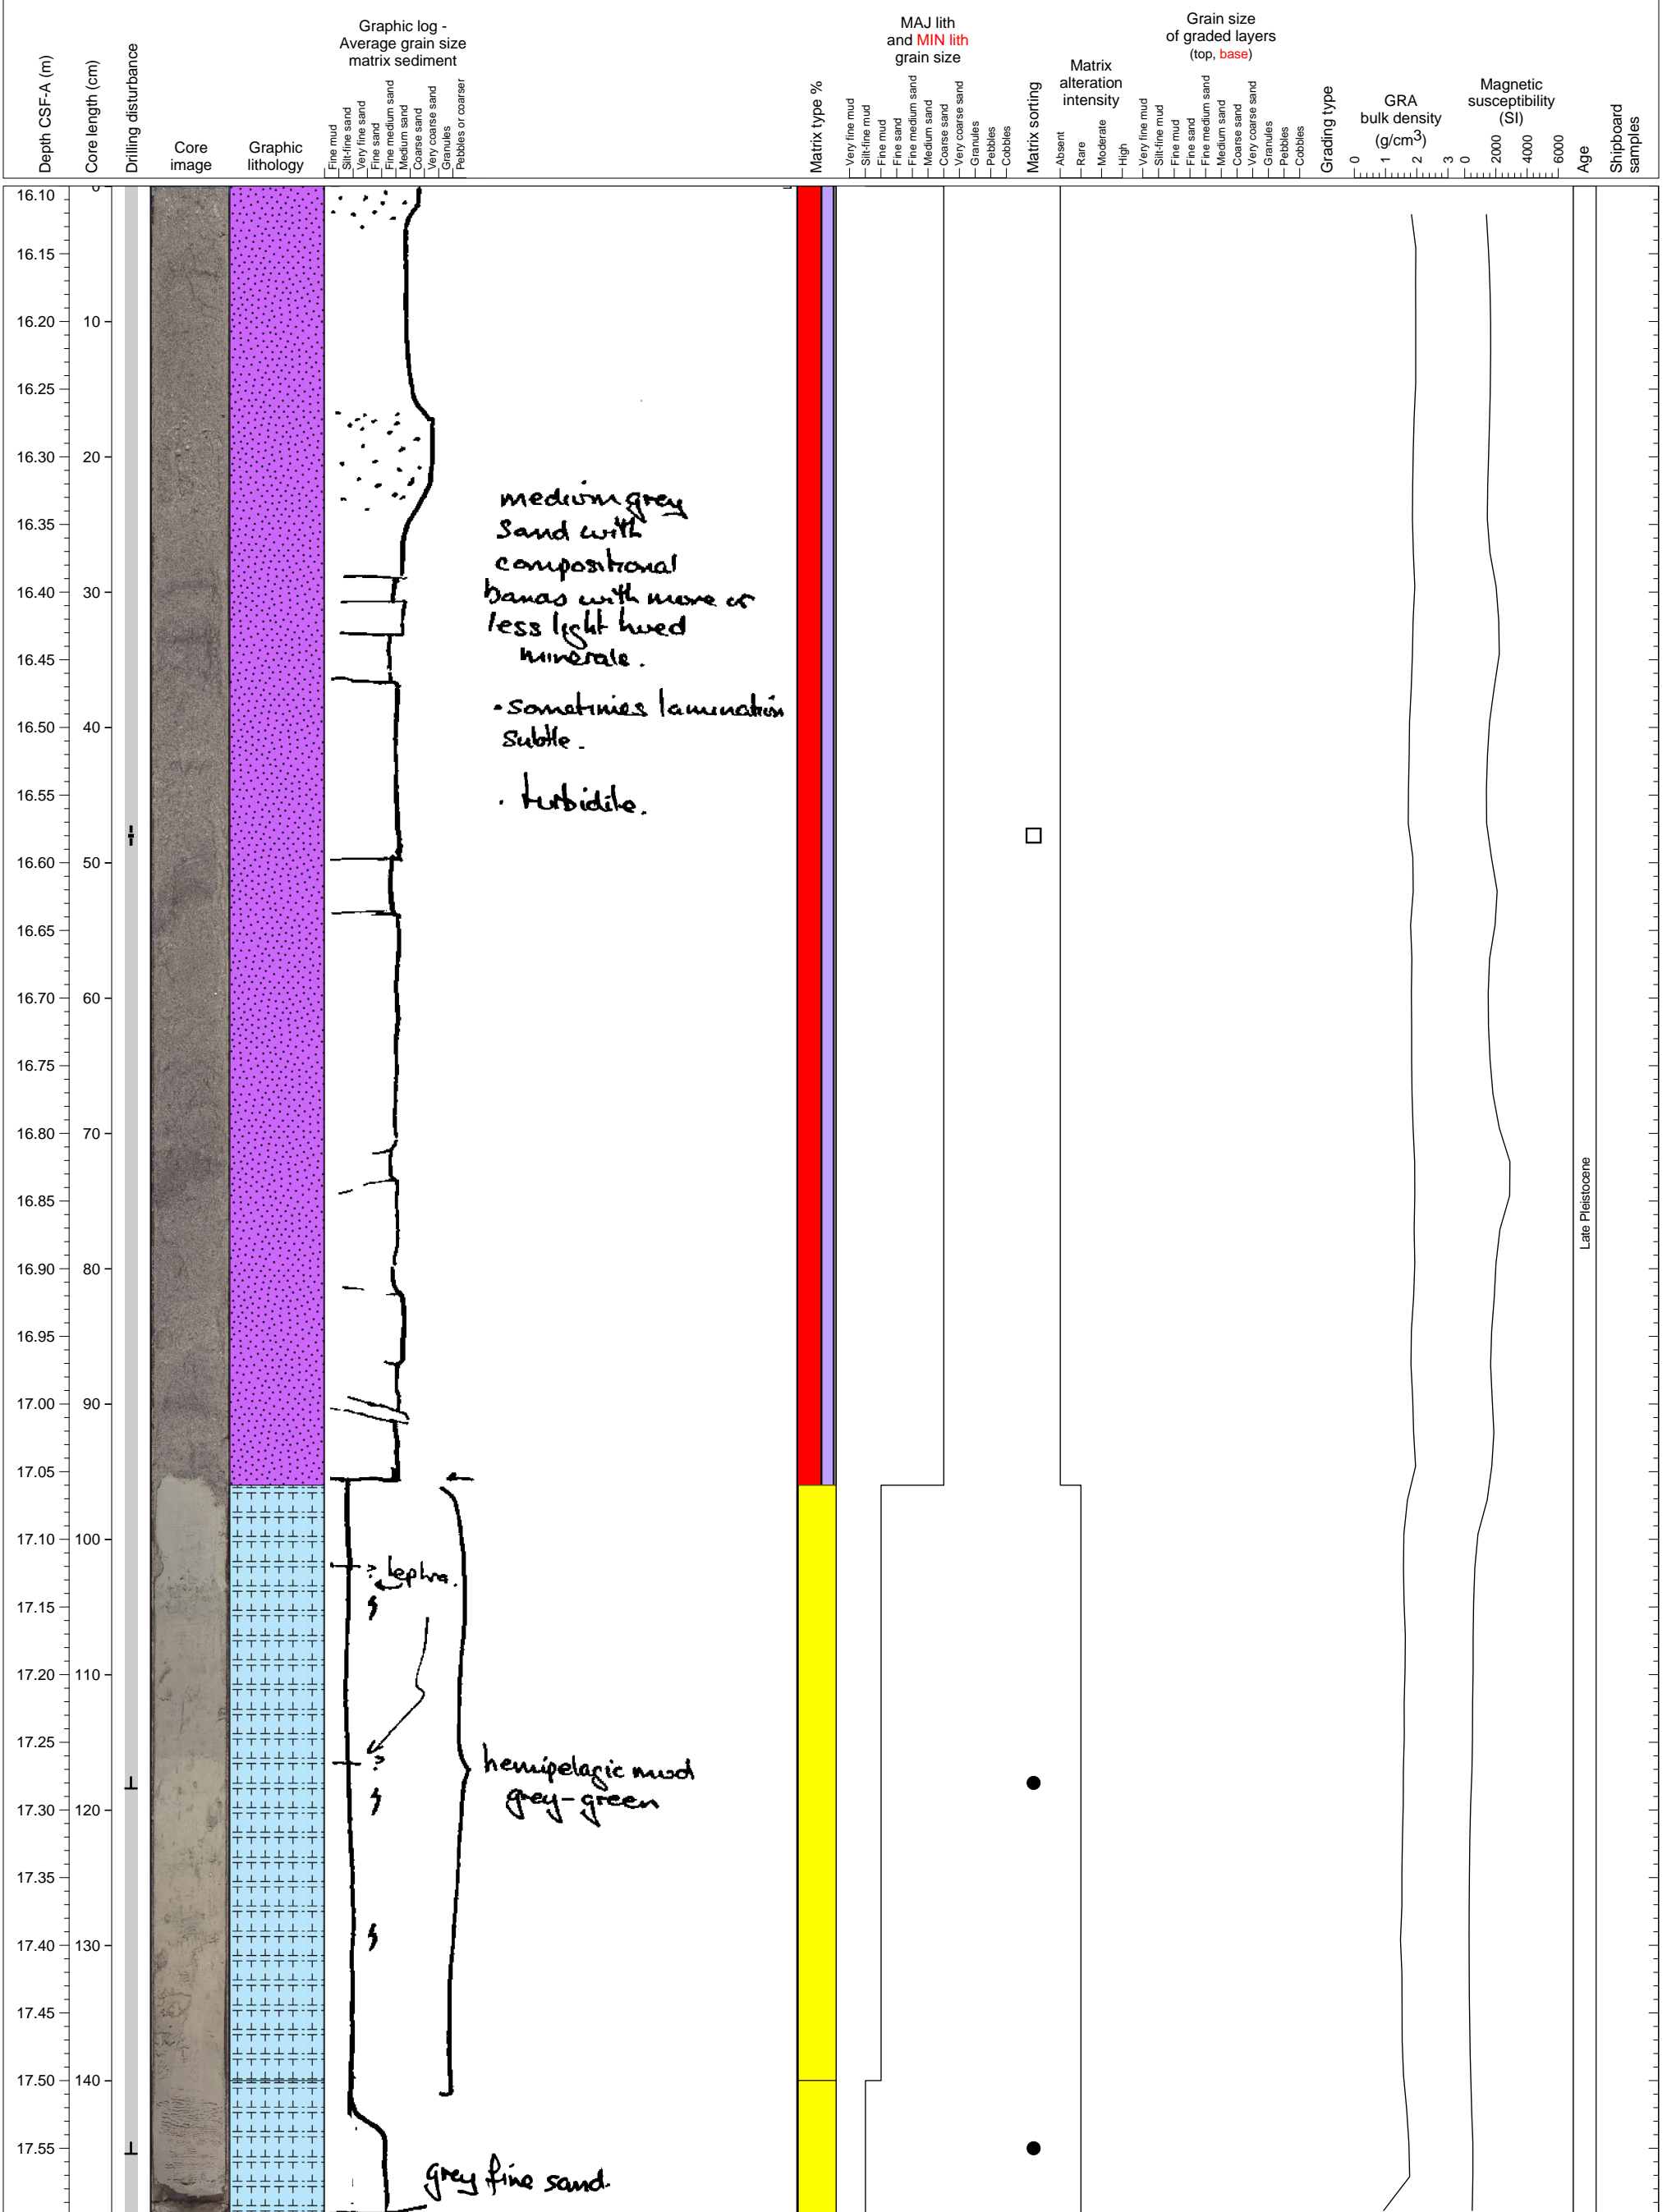 Depth CSF-A (m)
Core length (cm)
Drilling disturbance
Core
image
Graphic
lithology
Graphic log -
Average grain size
matrix sediment
Fine mud
Silt-fine sand
Very fine sand
Fine sand
Fine medium sand
Medium sand
Coarse sand
Very coarse sand
Granules
Pebbles or coarser
Matrix type %
MAJ lith
and MIN lith
grain size
Very fine mud
Silt-fine mud
Fine mud
Fine sand
Fine medium sand
Medium sand
Coarse sand
Very coarse sand
Granules
Pebbles
Cobbles
Matrix sorting
Matrix
alteration
intensity
Absent
Rare
Moderate
High
Grain size
of graded layers
(top, base)
Very fine mud
Silt-fine mud
Fine mud
Fine sand
Fine medium sand
Medium sand
Coarse sand
Very coarse sand
Granules
Pebbles
Cobbles
Grading type
GRA
bulk density
(g/cm3)
0 1 2 3
Magnetic
susceptibility
(SI)
0 2000 4000 6000
Age
Shipboard
samples
16.10 0
16.15
16.20 10
16.25
16.30 20
16.35
16.40 30
16.45
16.50 40
16.55
16.60 50
16.65
16.70 60
16.75
16.80 70
16.85
16.90 80
16.95
17.00 90
17.05
17.10 100
17.15
17.20 110
17.25
17.30 120
17.35
17.40 130
17.45
17.50 140
17.55
medium grey
Sand with
compositional
bands with more or
less light hued
minerals.
· sometimes lamination
subtle.
· turbidite.
tephra.
hemipelagic mud
grey-green
grey fine sand.
Late Pleistocene